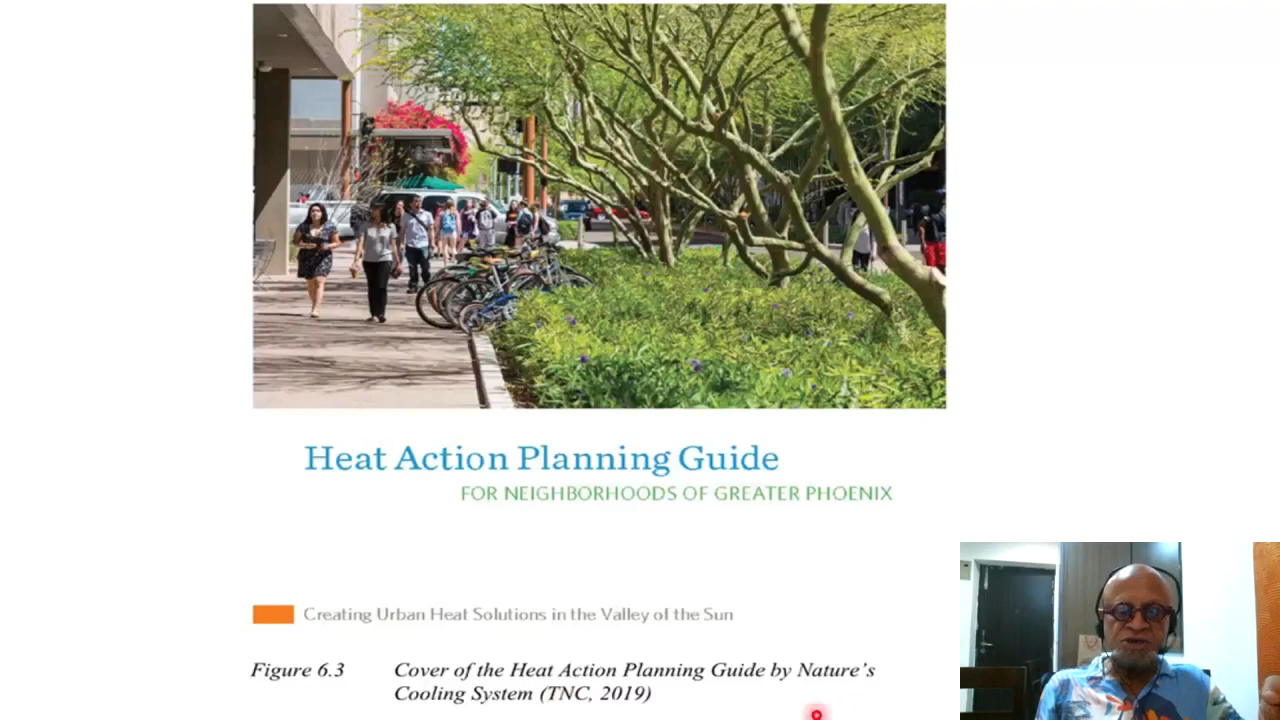 Heat Action Planning Guide
FOR NEIGHBORHOODS OF GREATER PHOENIX
Creating Urban Heat Solutions in the Valley of the Sun
Figure 6.3 Cover of the Heat Action Planning Guide by Nature's
Cooling System (TNC, 2019)